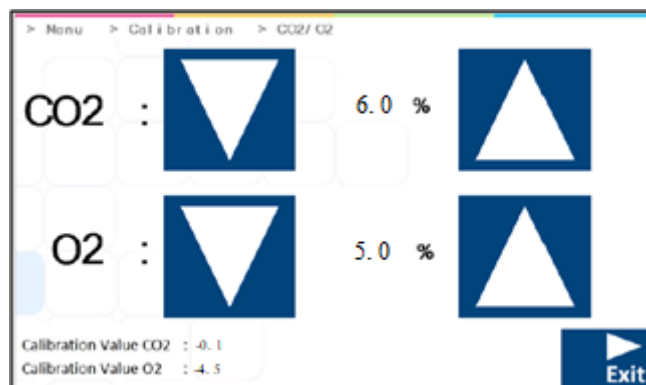 > Menu > Calibration > CO2/O2
CO2 : 6.0 %
O2 : 5.0 %
Calibration Value CO2 : -0.1
Calibration Value O2 : -4.5
Exit